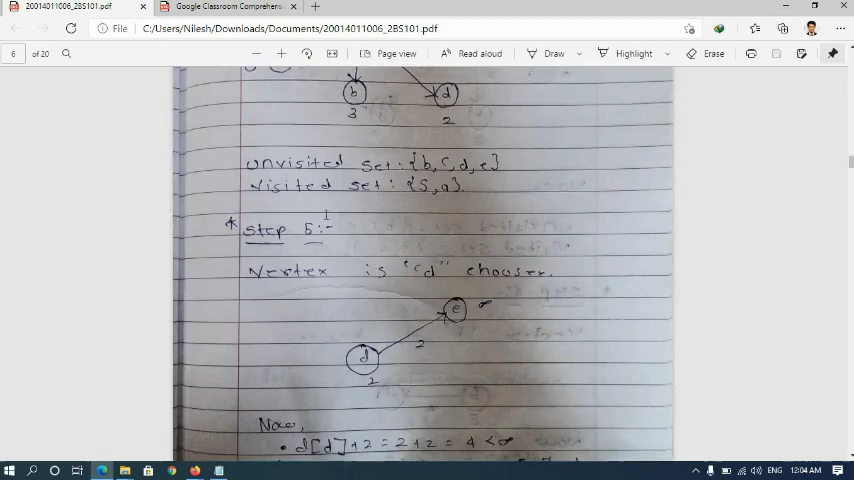 20014011006_2BS101.pdf
Google Classroom Comprehensi
File
C:/Users/Nilesh/Downloads/Documents/20014011006_2BS101.pdf
6 of 20
Page view
Read aloud
Draw
Highlight
Erase
b
d
3
2
unvisited set: {b, c, d, e}
visited set: {S, a}.
* Step 5:-
Vertex is "d" chooser.
e ∞
2
d
2
Now,
• d[d]+2 = 2+2 = 4 < ∞
ENG 12:04 AM